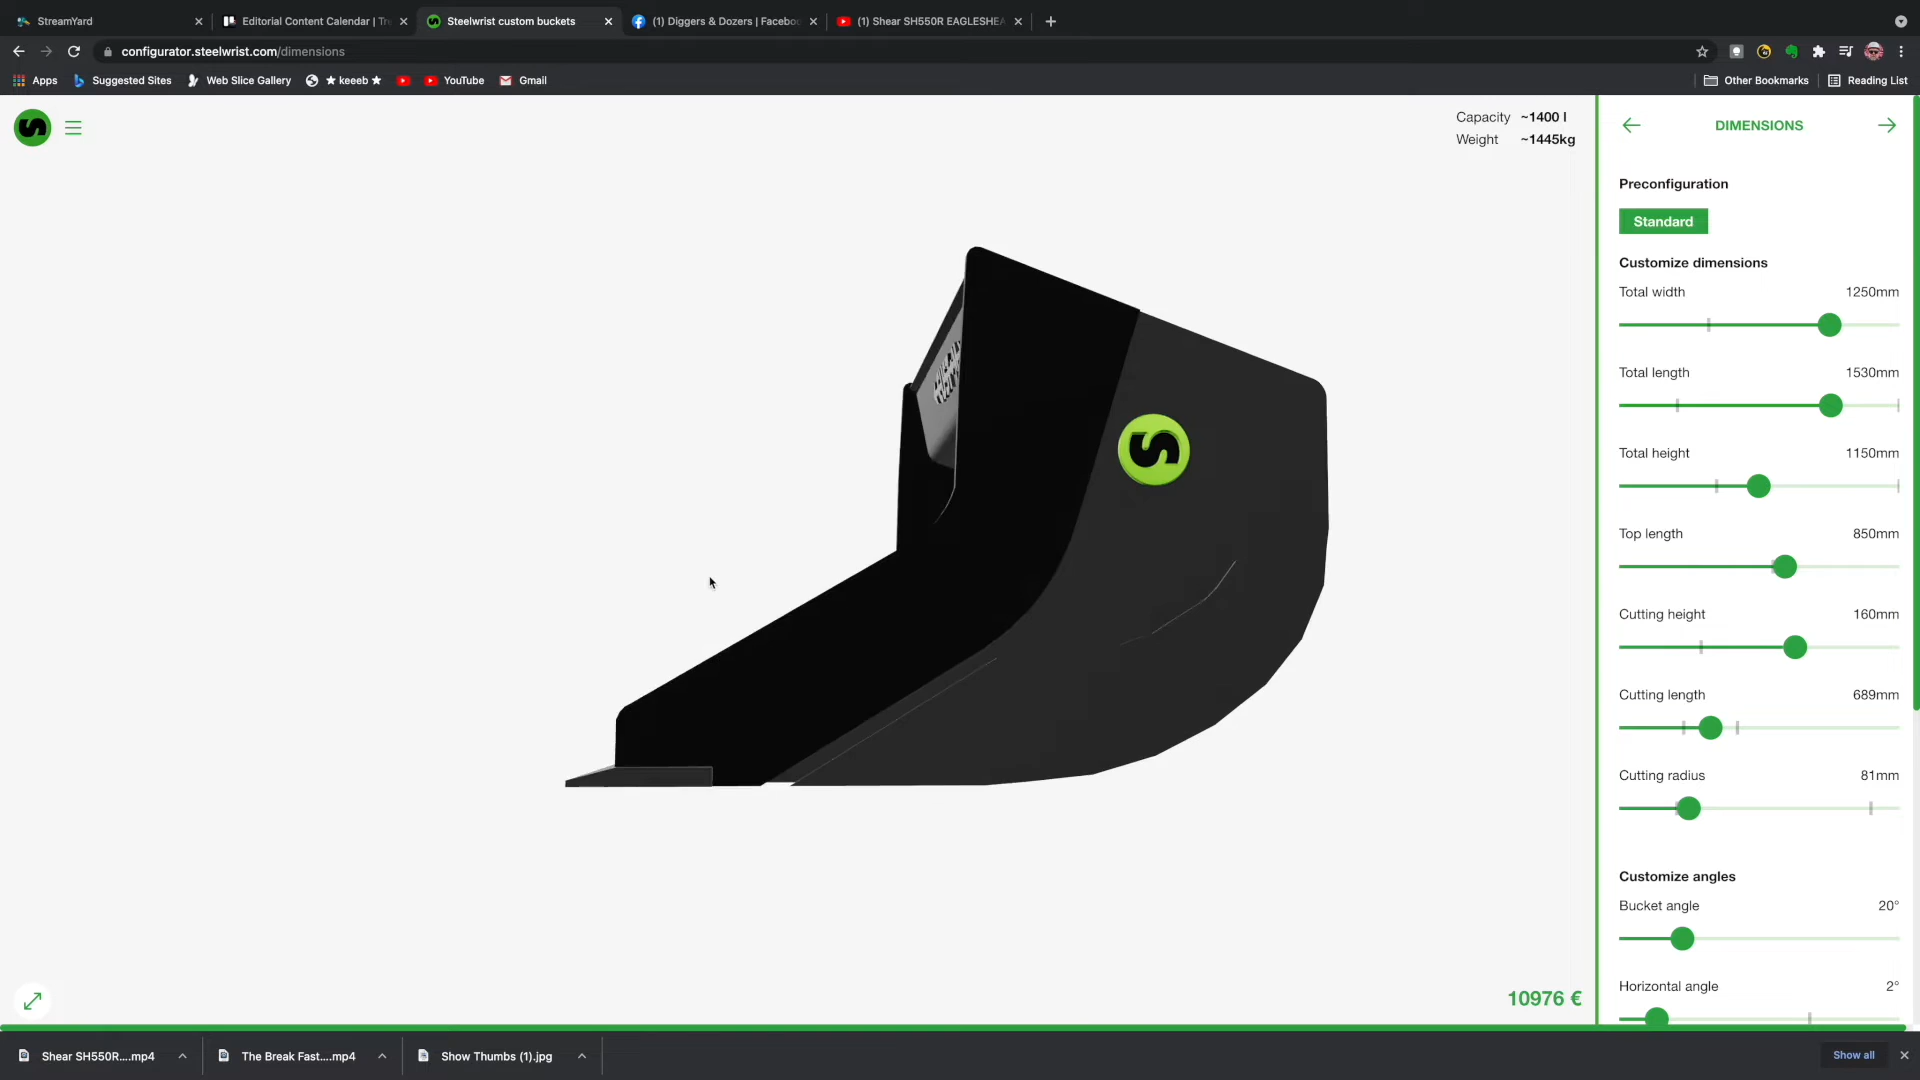 StreamYard
Editorial Content Calendar | Tre
Steelwrist custom buckets
(1) Diggers & Dozers | Faceboo
(1) Shear SH550R EAGLESHEA
configurator.steelwrist.com/dimensions
Apps
Suggested Sites
Web Slice Gallery
★ keeeb ★
YouTube
Gmail
Other Bookmarks
Reading List
Capacity ~1400 l
Weight ~1445kg
DIMENSIONS
Preconfiguration
Standard
Customize dimensions
Total width 1250mm
Total length 1530mm
Total height 1150mm
Top length 850mm
Cutting height 160mm
Cutting length 689mm
Cutting radius 81mm
Customize angles
Bucket angle 20°
Horizontal angle 2°
10976 €
Shear SH550R....mp4
The Break Fast....mp4
Show Thumbs (1).jpg
Show all